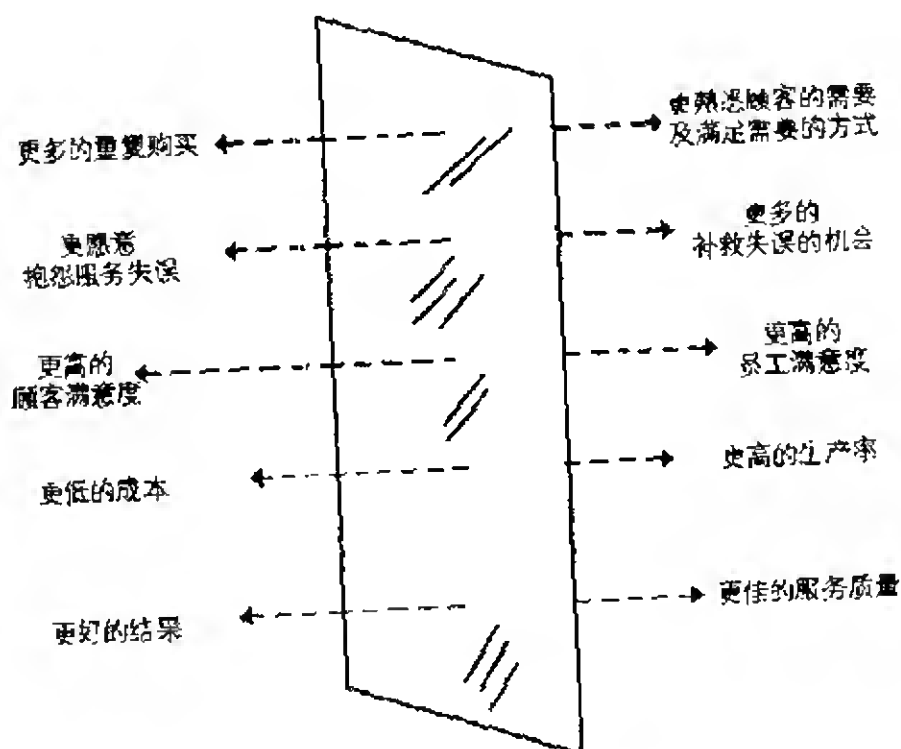 更多的重复购买
更愿意
抱怨服务失误
更高的
顾客满意度
更低的成本
更好的结果
更熟悉顾客的需要
及满足需要的方式
更多的
补救失误的机会
更高的
员工满意度
更高的生产率
更佳的服务质量